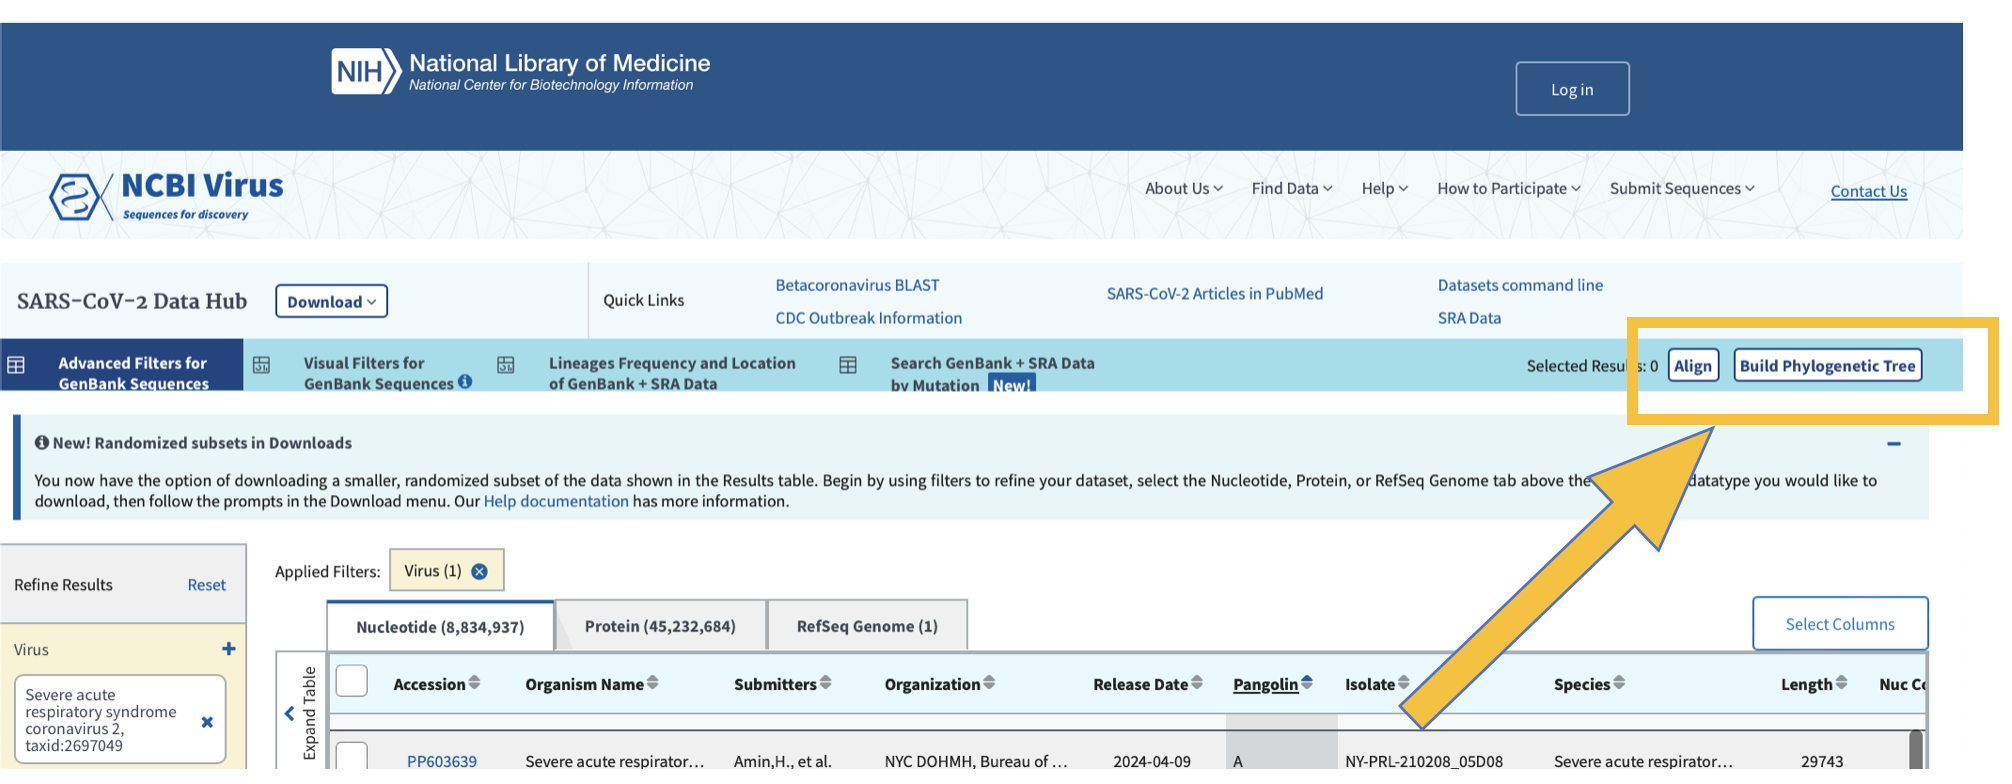 NIH National Library of Medicine
National Center for Biotechnology Information
Log in
NCBI Virus
Sequences for discovery
About Us Find Data Help How to Participate Submit Sequences Contact Us
SARS-CoV-2 Data Hub Download Quick Links
Betacoronavirus BLAST
CDC Outbreak Information
SARS-CoV-2 Articles in PubMed
Datasets command line
SRA Data
Advanced Filters for
GenBank Sequences
Visual Filters for
GenBank Sequences
Lineages Frequency and Location
of GenBank + SRA Data
Search GenBank + SRA Data
by Mutation New!
Selected Results: 0 Align Build Phylogenetic Tree
New! Randomized subsets in Downloads
You now have the option of downloading a smaller, randomized subset of the data shown in the Results table. Begin by using filters to refine your dataset, select the Nucleotide, Protein, or RefSeq Genome tab above the datatype you would like to
download, then follow the prompts in the Download menu. Our Help documentation has more information.
Refine Results Reset
Applied Filters: Virus (1)
Nucleotide (8,834,937) Protein (45,232,684) RefSeq Genome (1)
Select Columns
Virus
Severe acute
respiratory syndrome
coronavirus 2,
taxid:2697049
Expand Table
Accession Organism Name Submitters Organization Release Date Pangolin Isolate Species Length Nuc
PP603639 Severe acute respirator... Amin,H., et al. NYC DOHMH, Bureau of ... 2024-04-09 A NY-PRL-210208_05D08 Severe acute respirator... 29743